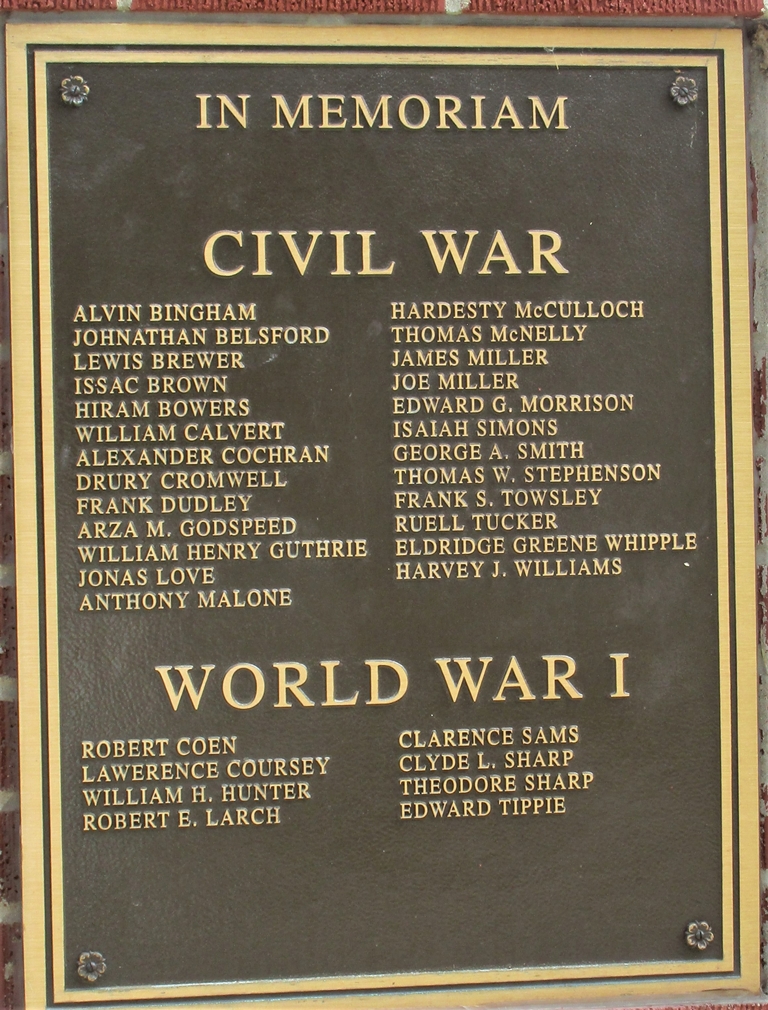 IN MEMORIAM
CIVIL WAR
ALVIN BINGHAM
JOHNATHAN BELSFORD
LEWIS BREWER
ISSAC BROWN
HIRAM BOWERS
WILLIAM CALVERT
ALEXANDER COCHRAN
DRURY CROMWELL
FRANK DUDLEY
ARZA M. GODSPEED
WILLIAM HENRY GUTHRIE
JONAS LOVE
ANTHONY MALONE
HARDESTY McCULLOCH
THOMAS McNELLY
JAMES MILLER
JOE MILLER
EDWARD G. MORRISON
ISAIAH SIMONS
GEORGE A. SMITH
THOMAS W. STEPHENSON
FRANK S. TOWSLEY
RUELL TUCKER
ELDRIDGE GREENE WHIPPLE
HARVEY J. WILLIAMS
WORLD WAR I
ROBERT COEN
LAWERENCE COURSEY
WILLIAM H. HUNTER
ROBERT E. LARCH
CLARENCE SAMS
CLYDE L. SHARP
THEODORE SHARP
EDWARD TIPPIE